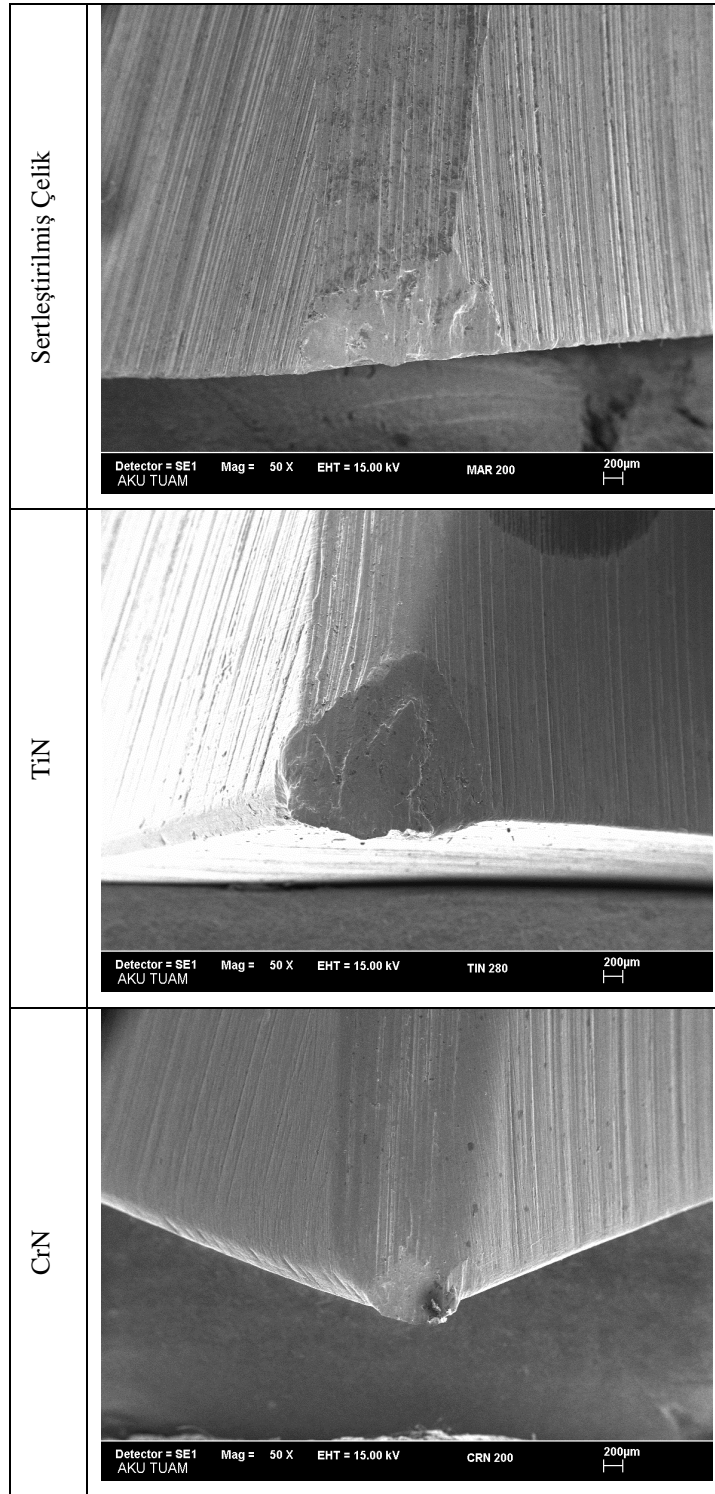 Sertleştirilmiş Çelik
Detector = SE1 Mag = 50 X EHT = 15.00 kV MAR 200 200µm
AKU TUAM
TiN
Detector = SE1 Mag = 50 X EHT = 15.00 kV TIN 280 200µm
AKU TUAM
CrN
Detector = SE1 Mag = 50 X EHT = 15.00 kV CRN 200 200µm
AKU TUAM